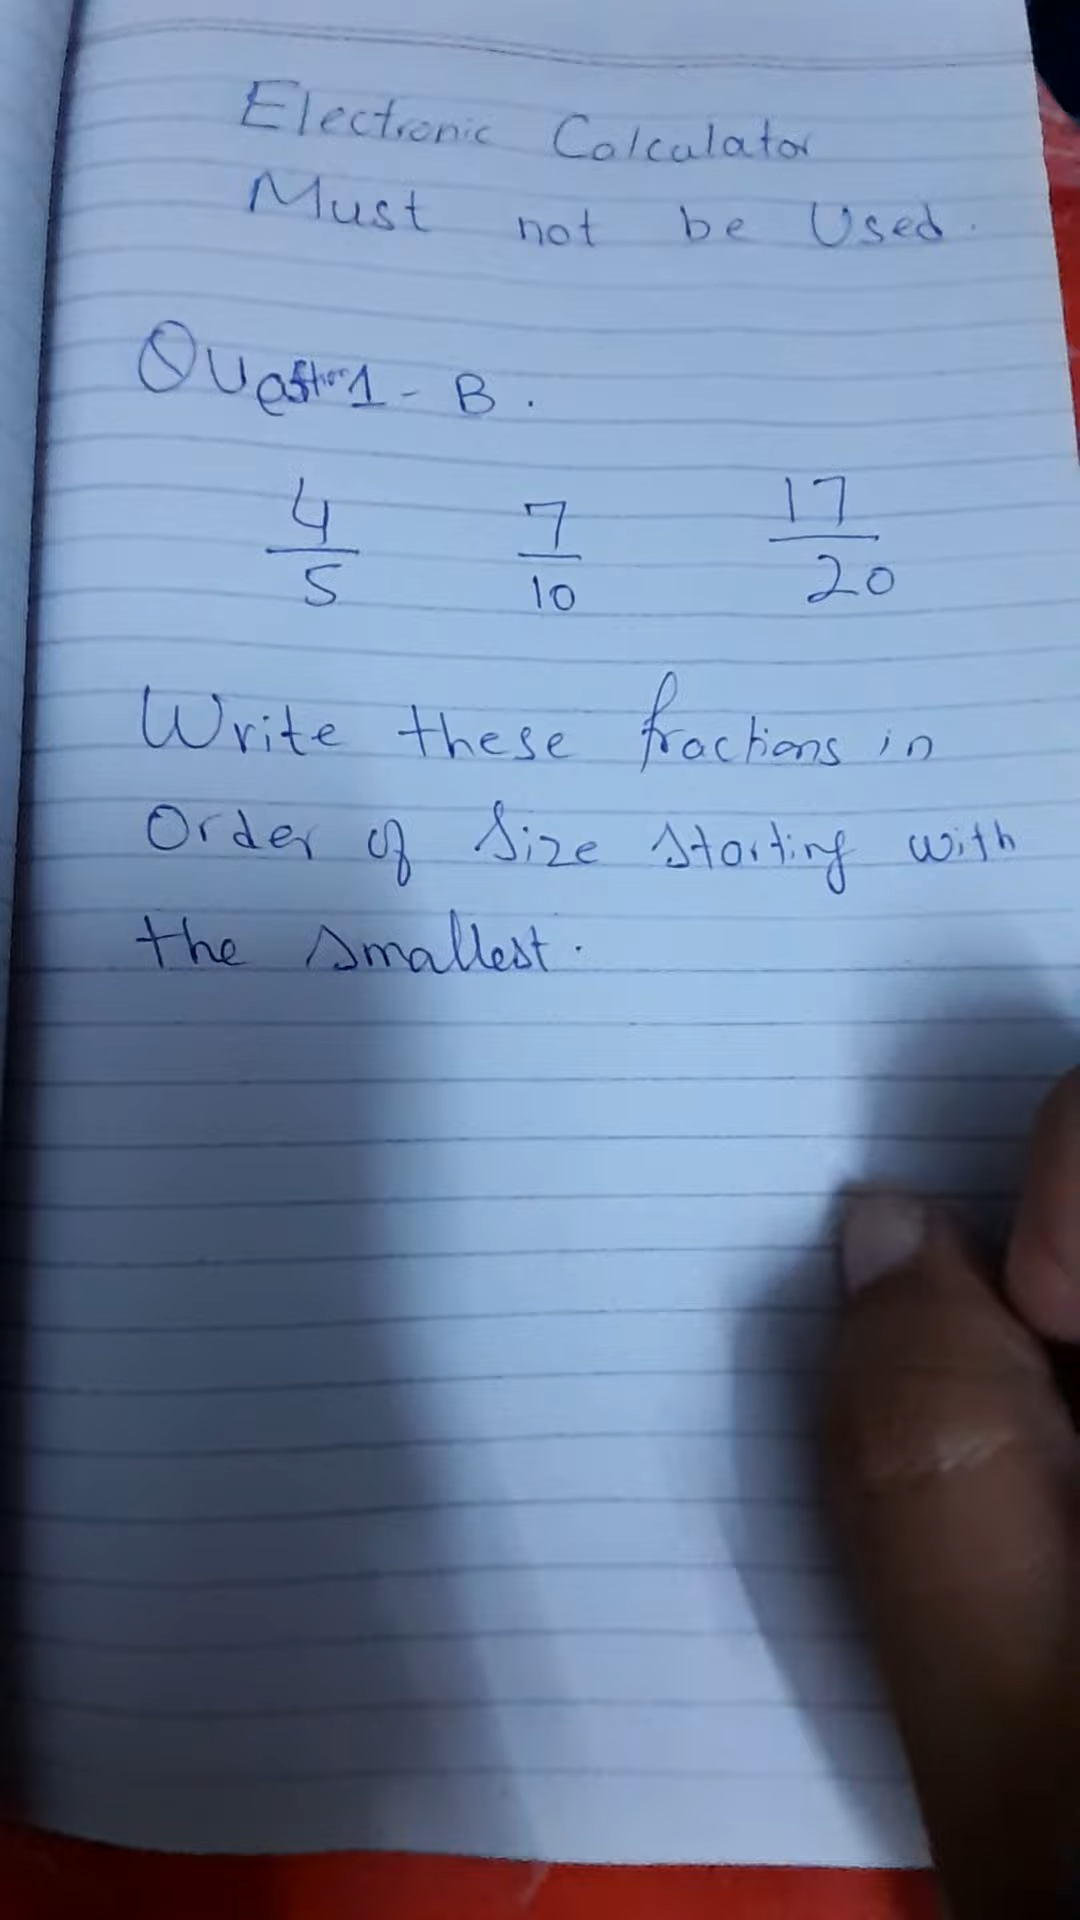 Electronic Calculator
Must not be Used.
Question 1 - B.
4/5 7/10 17/20
Write these fractions in
Order of Size starting with
the smallest.